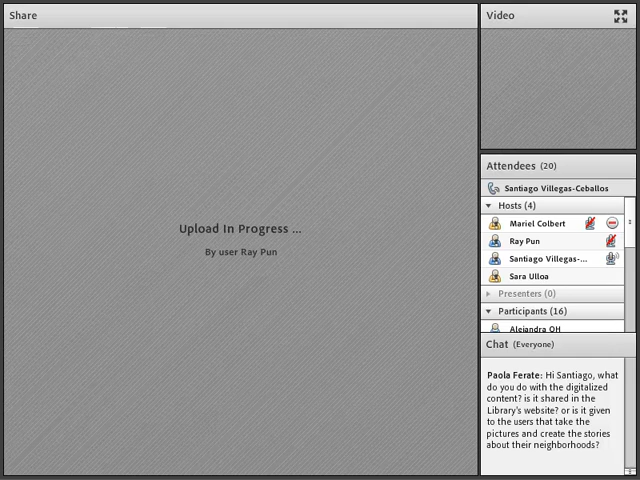 Share
Upload In Progress ...
By user Ray Pun
Video
Attendees (20)
Santiago Villegas-Ceballos
Hosts (4)
Mariel Colbert
Ray Pun
Santiago Villegas-...
Sara Ulloa
Presenters (0)
Participants (16)
Alejandra OH
Chat (Everyone)
Paola Ferate: Hi Santiago, what
do you do with the digitalized
content? is it shared in the
Library's website? or is it given
to the users that take the
pictures and create the stories
about their neighborhoods?